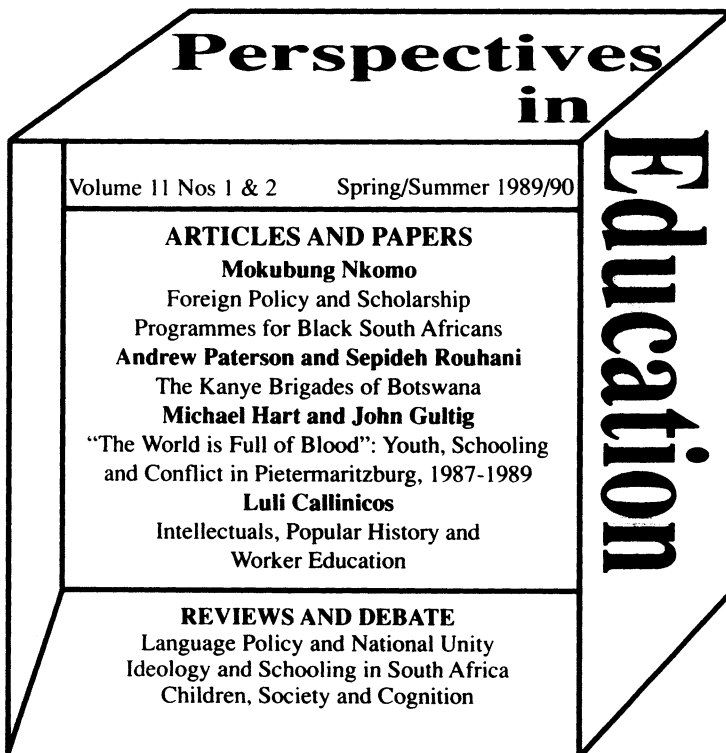 Perspectives
in
Education
Volume 11 Nos 1 & 2 Spring/Summer 1989/90
ARTICLES AND PAPERS
Mokubung Nkomo
Foreign Policy and Scholarship
Programmes for Black South Africans
Andrew Paterson and Sepideh Rouhani
The Kanye Brigades of Botswana
Michael Hart and John Gultig
“The World is Full of Blood”: Youth, Schooling
and Conflict in Pietermaritzburg, 1987-1989
Luli Callinicos
Intellectuals, Popular History and
Worker Education
REVIEWS AND DEBATE
Language Policy and National Unity
Ideology and Schooling in South Africa
Children, Society and Cognition